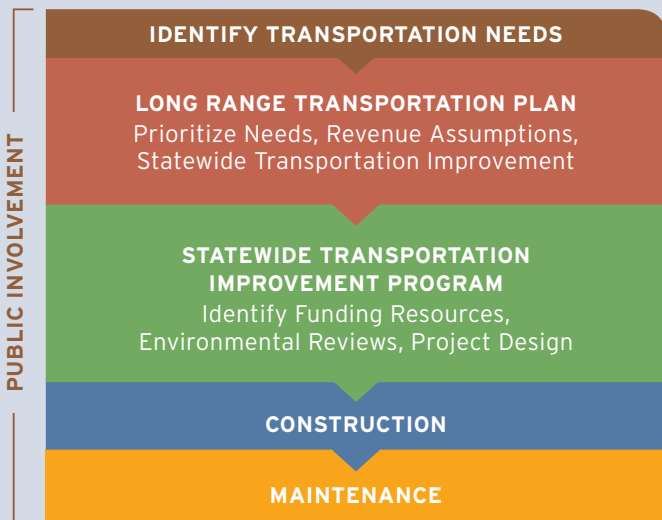 PUBLIC INVOLVEMENT
IDENTIFY TRANSPORTATION NEEDS
LONG RANGE TRANSPORTATION PLAN
Prioritize Needs, Revenue Assumptions,
Statewide Transportation Improvement
STATEWIDE TRANSPORTATION
IMPROVEMENT PROGRAM
Identify Funding Resources,
Environmental Reviews, Project Design
CONSTRUCTION
MAINTENANCE